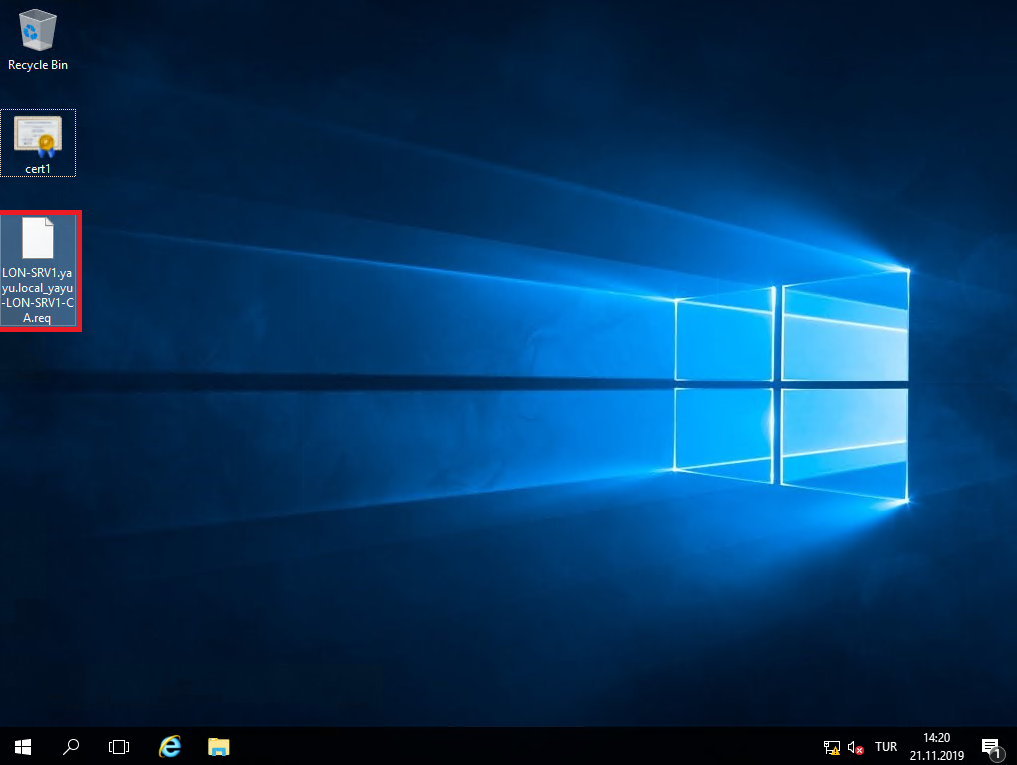 Recycle Bin
cert1
LON-SRV1.ya
yu.local_yayu
-LON-SRV1-C
A.req
TUR
14:20
21.11.2019
1